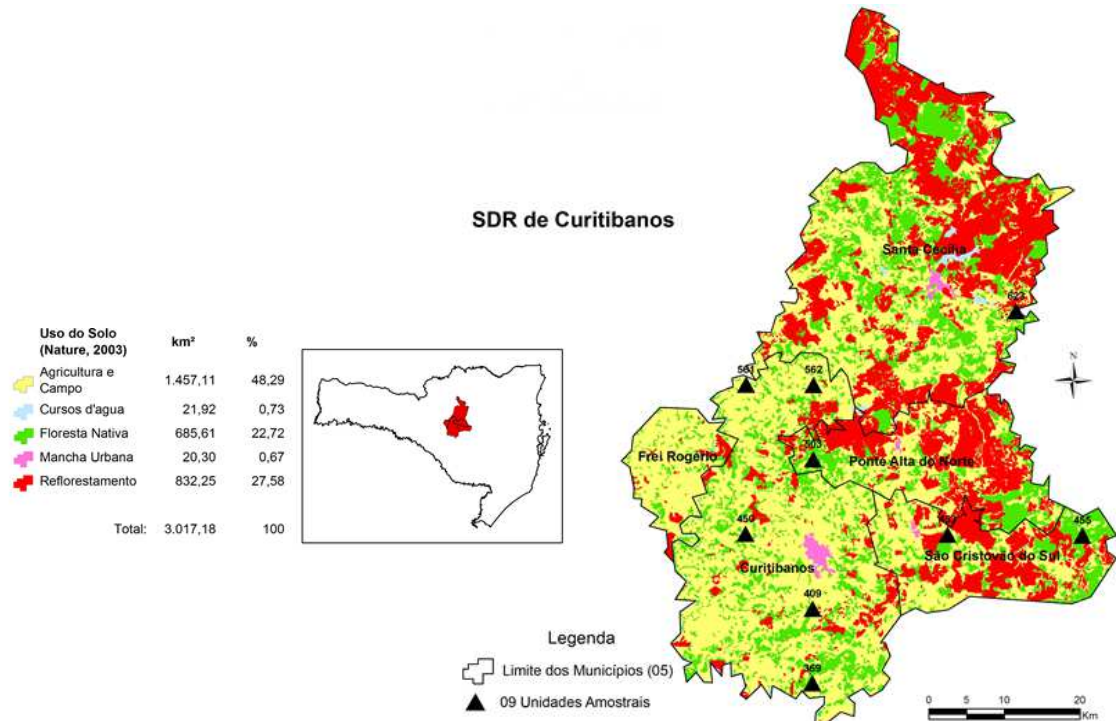 SDR de Curitibanos
Uso do Solo
(Nature, 2003)
km²
%
Agricultura e
Campo
1.457,11
48,29
Cursos d'agua
21,92
0,73
Floresta Nativa
685,61
22,72
Mancha Urbana
20,30
0,67
Reflorestamento
832,25
27,58
Total:
3.017,18
100
Santa Cecília
622
N
561
562
503
Frei Rogério
Ponte Alta do Norte
450
455
São Cristovão do Sul
Curitibanos
409
369
Legenda
Limite dos Municípios (05)
09 Unidades Amostrais
0 5 10 20
Km